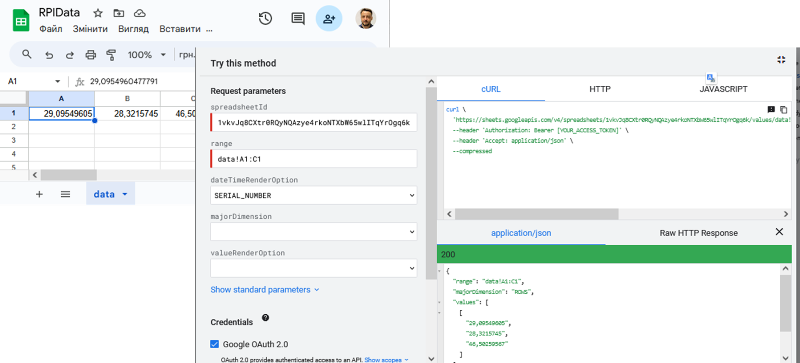 RPIData
Файл Змінити Вигляд Вставити ...
100% грн.
A1 fx 29,0954960477791
A B
1 29,09549605 28,3215745 46,50
2
3
4
5
data
Try this method
Request parameters
spreadsheetId
1vkvJq8CXtr0RQyNQAzye4rkoNTXbW65wlITqYrOgq6k
range
data!A1:C1
dateTimeRenderOption
SERIAL_NUMBER
majorDimension
valueRenderOption
Show standard parameters
Credentials
Google OAuth 2.0
OAuth 2.0 provides authenticated access to an API. Show scopes
cURL HTTP JAVASCRIPT
curl \
'https://sheets.googleapis.com/v4/spreadsheets/1vkvJq8CXtr0RQyNQAzye4rkoNTXbW65wlITqYrOgq6k/values/data!
--header 'Authorization: Bearer [YOUR_ACCESS_TOKEN]' \
--header 'Accept: application/json' \
--compressed
application/json Raw HTTP Response
200
{
"range": "data!A1:C1",
"majorDimension": "ROWS",
"values": [
[
"29,09549605",
"28,3215745",
"46,50259567"
]